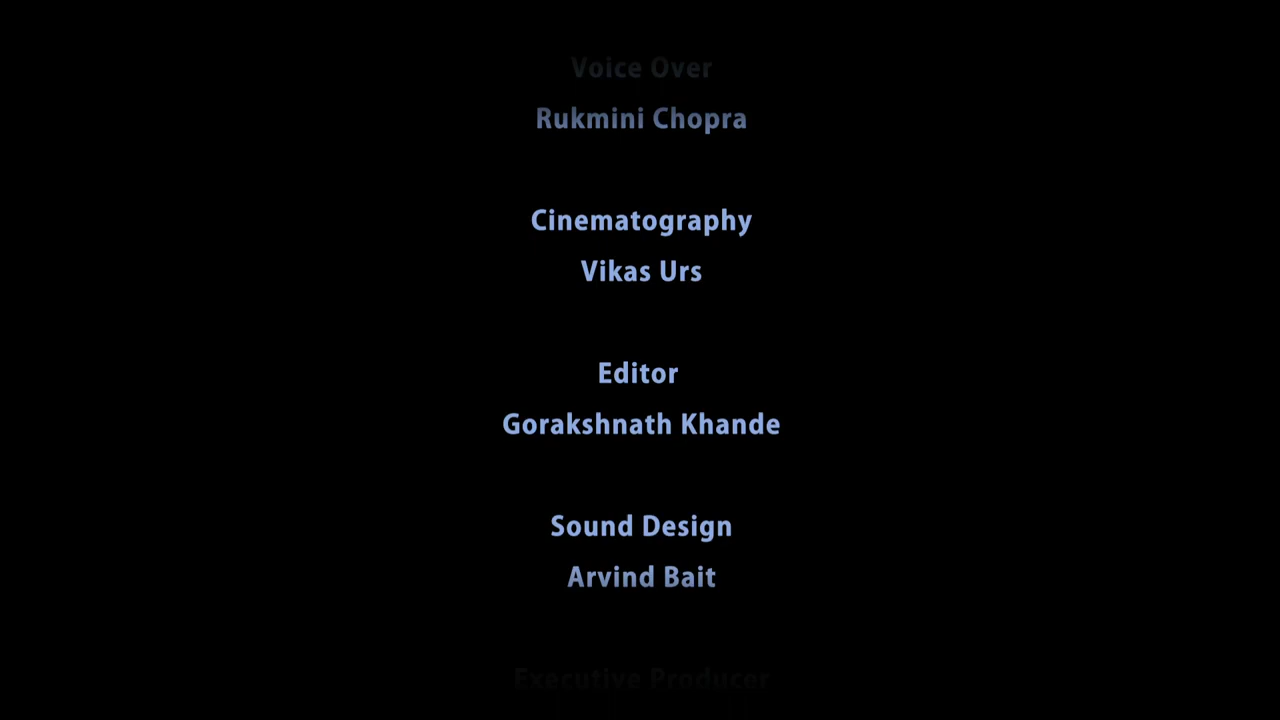 Voice Over
Rukmini Chopra
Cinematography
Vikas Urs
Editor
Gorakshnath Khande
Sound Design
Arvind Bait
Executive Producer